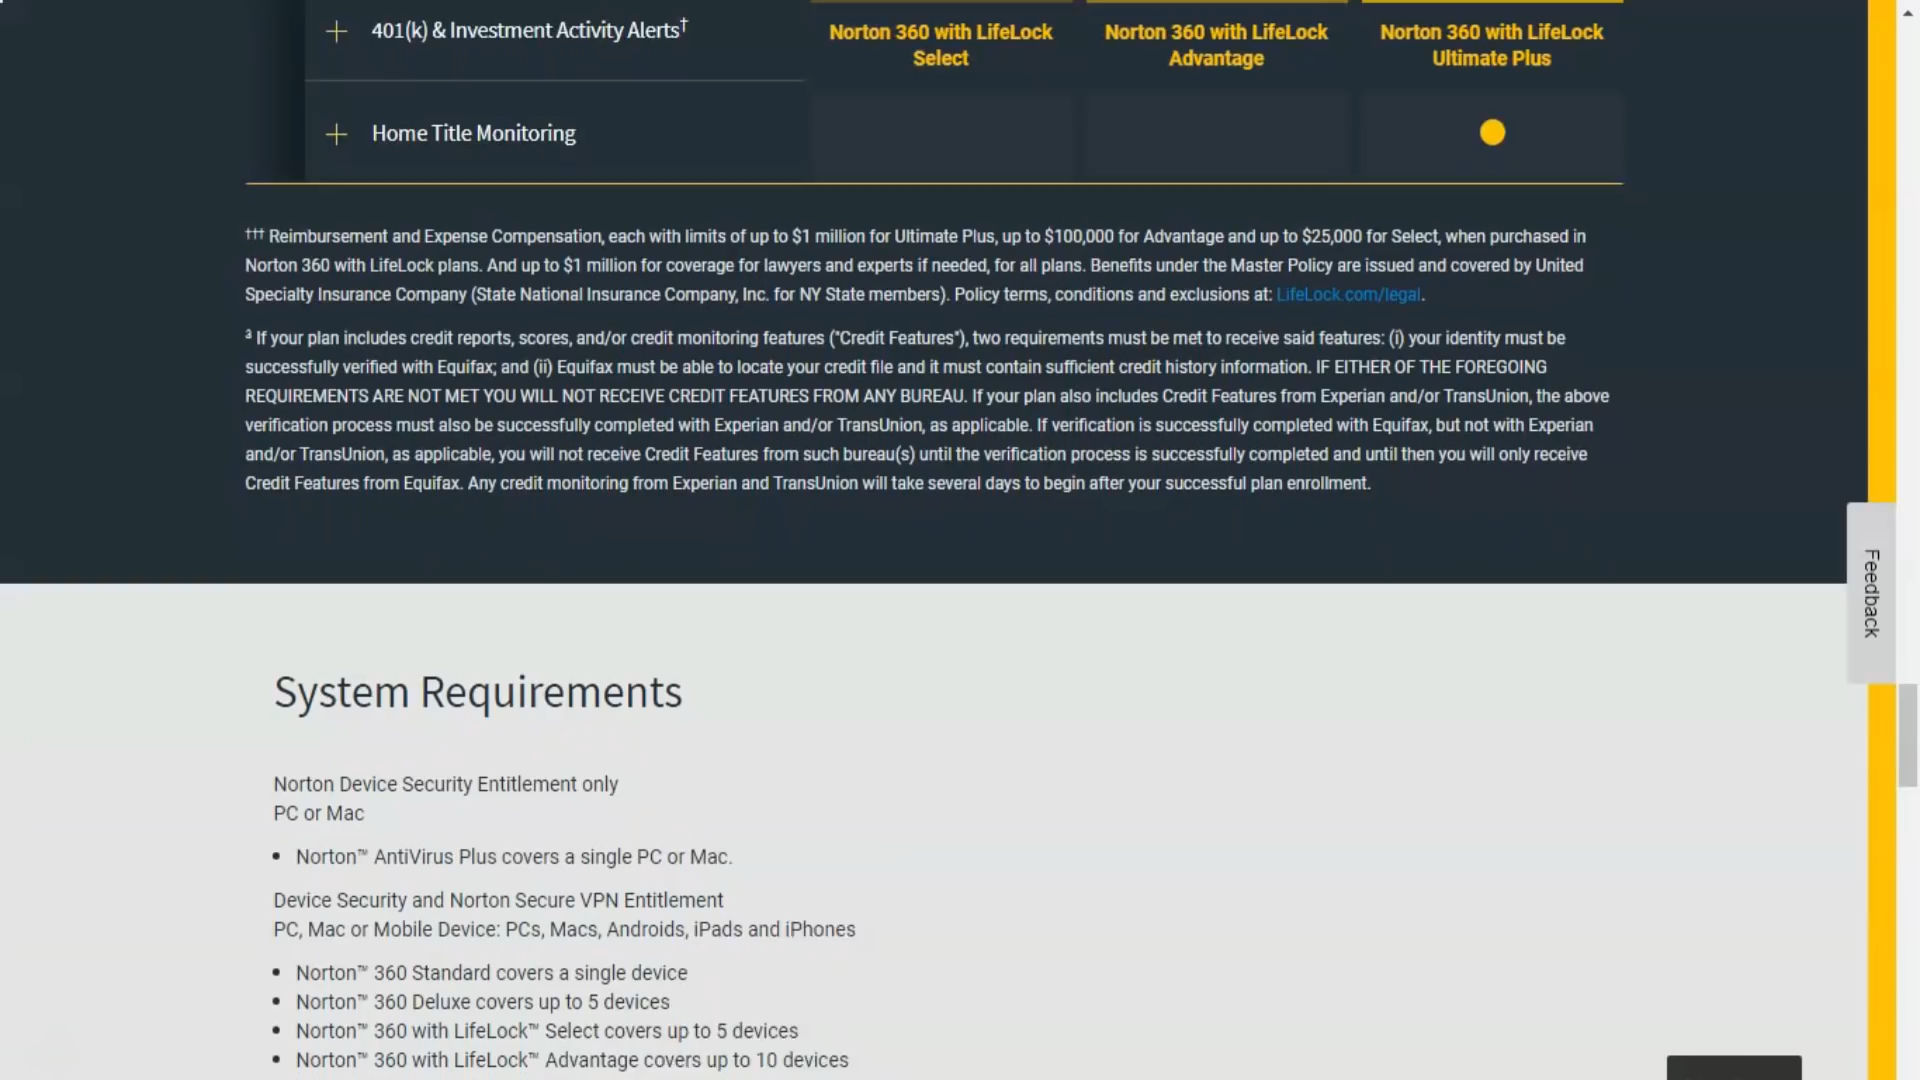 401(k) & Investment Activity Alerts†
Norton 360 with LifeLock
Select
Norton 360 with LifeLock
Advantage
Norton 360 with LifeLock
Ultimate Plus
Home Title Monitoring
††† Reimbursement and Expense Compensation, each with limits of up to $1 million for Ultimate Plus, up to $100,000 for Advantage and up to $25,000 for Select, when purchased in
Norton 360 with LifeLock plans. And up to $1 million for coverage for lawyers and experts if needed, for all plans. Benefits under the Master Policy are issued and covered by United
Specialty Insurance Company (State National Insurance Company, Inc. for NY State members). Policy terms, conditions and exclusions at: LifeLock.com/legal.
³ If your plan includes credit reports, scores, and/or credit monitoring features ("Credit Features"), two requirements must be met to receive said features: (i) your identity must be
successfully verified with Equifax; and (ii) Equifax must be able to locate your credit file and it must contain sufficient credit history information. IF EITHER OF THE FOREGOING
REQUIREMENTS ARE NOT MET YOU WILL NOT RECEIVE CREDIT FEATURES FROM ANY BUREAU. If your plan also includes Credit Features from Experian and/or TransUnion, the above
verification process must also be successfully completed with Experian and/or TransUnion, as applicable. If verification is successfully completed with Equifax, but not with Experian
and/or TransUnion, as applicable, you will not receive Credit Features from such bureau(s) until the verification process is successfully completed and until then you will only receive
Credit Features from Equifax. Any credit monitoring from Experian and TransUnion will take several days to begin after your successful plan enrollment.
Feedback
System Requirements
Norton Device Security Entitlement only
PC or Mac
• Norton™ AntiVirus Plus covers a single PC or Mac.
Device Security and Norton Secure VPN Entitlement
PC, Mac or Mobile Device: PCs, Macs, Androids, iPads and iPhones
• Norton™ 360 Standard covers a single device
• Norton™ 360 Deluxe covers up to 5 devices
• Norton™ 360 with LifeLock™ Select covers up to 5 devices
• Norton™ 360 with LifeLock™ Advantage covers up to 10 devices